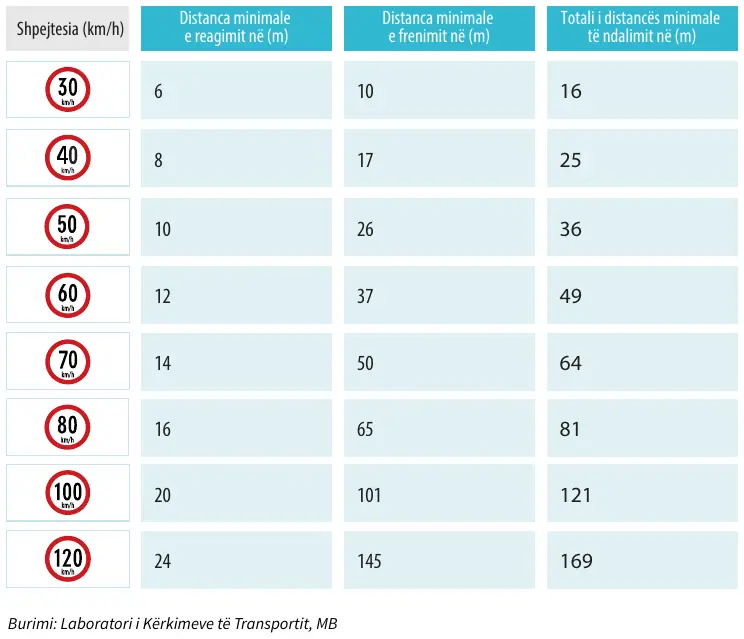 Shpejtesia (km/h)
Distanca minimale
e reagimit në (m)
Distanca minimale
e frenimit në (m)
Totali i distancës minimale
të ndalimit në (m)
30
km/h
6
10
16
40
km/h
8
17
25
50
km/h
10
26
36
60
km/h
12
37
49
70
km/h
14
50
64
80
km/h
16
65
81
100
km/h
20
101
121
120
km/h
24
145
169
Burimi: Laboratori i Kërkimeve të Transportit, MB